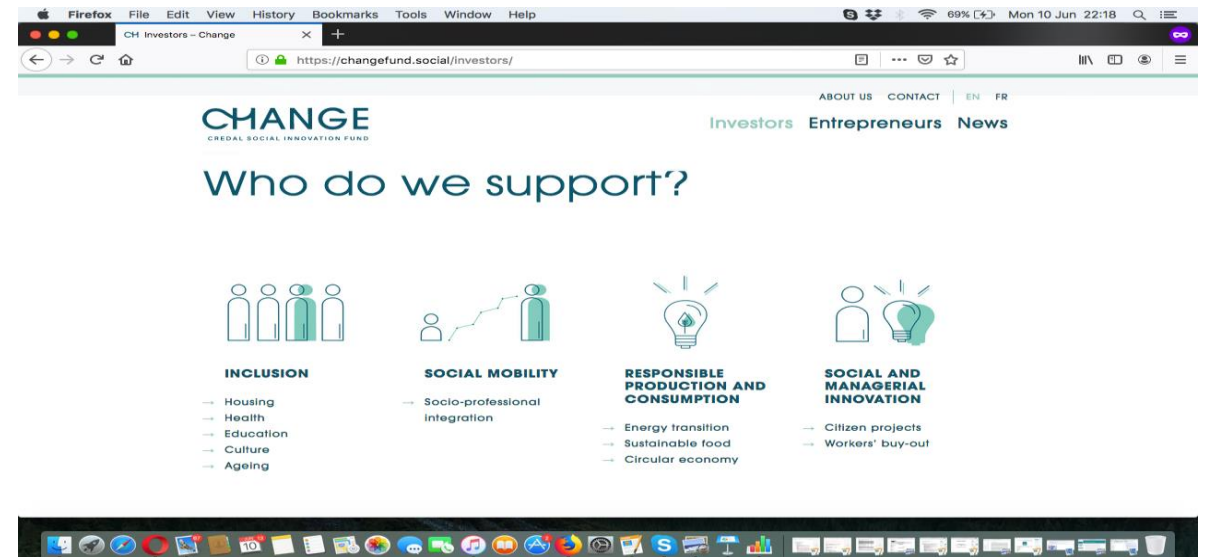 Firefox File Edit View History Bookmarks Tools Window Help 69% Mon 10 Jun 22:18
CH Investors – Change
https://changefund.social/investors/
ABOUT US CONTACT EN FR
CHANGE
CREDAL SOCIAL INNOVATION FUND
Investors Entrepreneurs News
Who do we support?
INCLUSION
→ Housing
→ Health
→ Education
→ Culture
→ Ageing
SOCIAL MOBILITY
→ Socio-professional
integration
RESPONSIBLE
PRODUCTION AND
CONSUMPTION
→ Energy transition
→ Sustainable food
→ Circular economy
SOCIAL AND
MANAGERIAL
INNOVATION
→ Citizen projects
→ Workers' buy-out
10